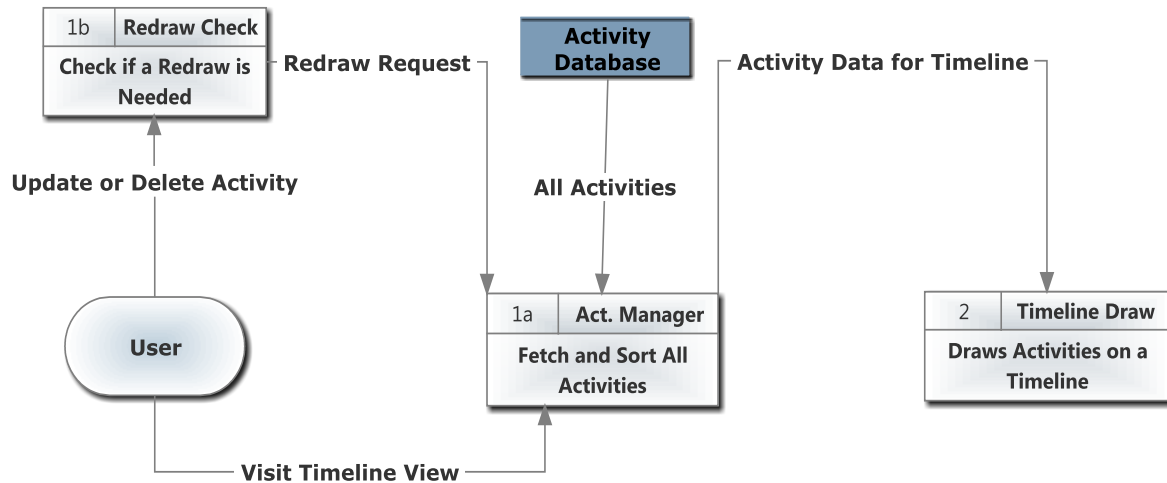 1b
Redraw Check
Check if a Redraw is
Needed
Redraw Request
Activity
Database
Activity Data for Timeline
Update or Delete Activity
All Activities
User
1a
Act. Manager
Fetch and Sort All
Activities
2
Timeline Draw
Draws Activities on a
Timeline
Visit Timeline View